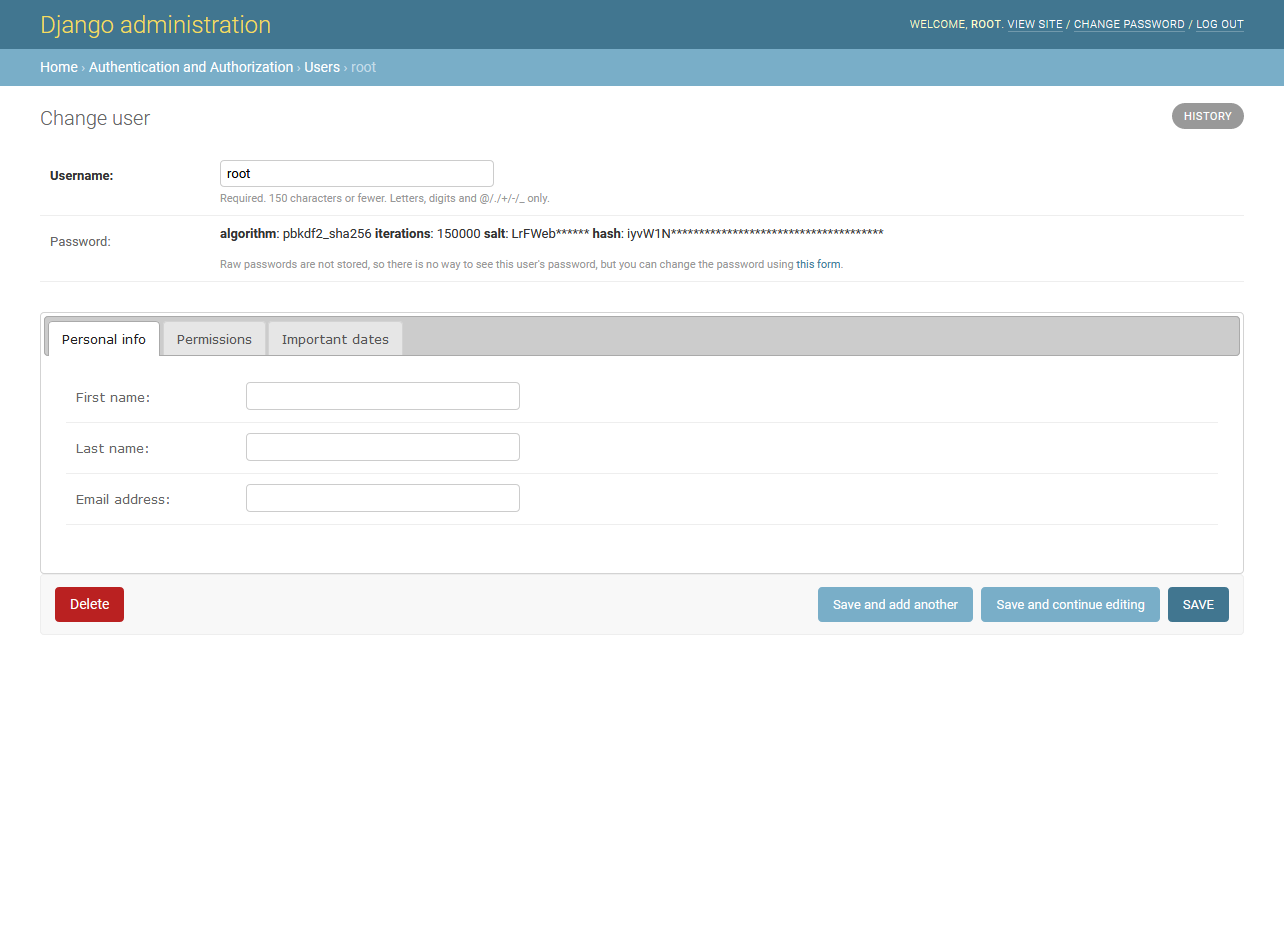 Django administration
WELCOME, ROOT. VIEW SITE / CHANGE PASSWORD / LOG OUT
Home › Authentication and Authorization › Users › root
Change user
HISTORY
Username:
root
Required. 150 characters or fewer. Letters, digits and @/./+/-/_ only.
Password:
algorithm: pbkdf2_sha256 iterations: 150000 salt: LrFWeb****** hash: iyvW1N**************************************
Raw passwords are not stored, so there is no way to see this user's password, but you can change the password using this form.
Personal info
Permissions
Important dates
First name:
Last name:
Email address:
Delete
Save and add another
Save and continue editing
SAVE